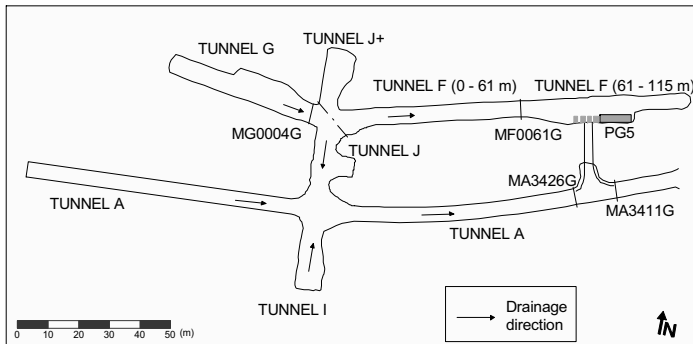 TUNNEL J+
TUNNEL G
TUNNEL F (0 - 61 m)
TUNNEL F (61 - 115 m)
MG0004G
MF0061G
PG5
TUNNEL J
MA3426G
TUNNEL A
MA3411G
TUNNEL A
TUNNEL I
Drainage
direction
0 10 20 30 40 50 (m)
N